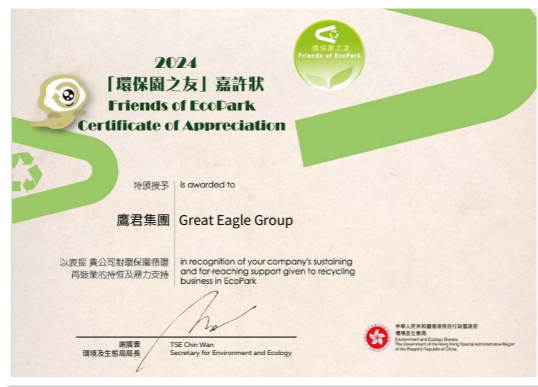 環保園之友
Friends of EcoPark
2024
「環保園之友」嘉許狀
Friends of EcoPark
Certificate of Appreciation
特頒授予 is awarded to
鷹君集團 Great Eagle Group
以表揚 貴公司對環保園循環 in recognition of your company's sustaining
再造業的持恆及鼎力支持 and far-reaching support given to recycling
business in EcoPark
謝展寰 TSE Chin Wan
環境及生態局局長 Secretary for Environment and Ecology
中華人民共和國香港特別行政區政府
環境及生態局
Environment and Ecology Bureau
The Government of the Hong Kong Special Administrative Region
of the People's Republic of China